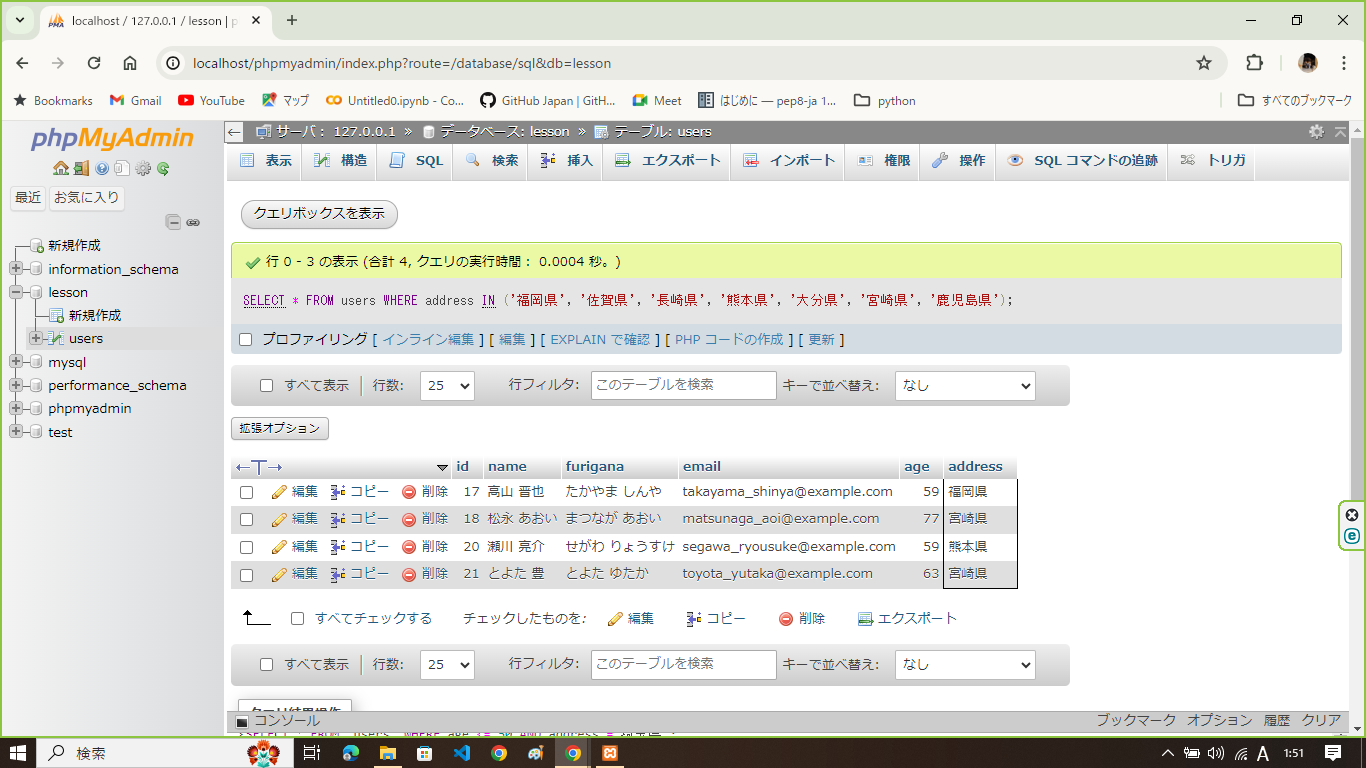 localhost / 127.0.0.1 / lesson | p
localhost/phpmyadmin/index.php?route=/database/sql&db=lesson
Bookmarks Gmail YouTube マップ Untitled0.ipynb - Co... GitHub Japan | GitH... Meet はじめに — pep8-ja 1... python すべてのブックマーク
phpMyAdmin
最近 お気に入り
新規作成
information_schema
lesson
新規作成
users
mysql
performance_schema
phpmyadmin
test
サーバ: 127.0.0.1 » データベース: lesson » テーブル: users
表示 構造 SQL 検索 挿入 エクスポート インポート 権限 操作 SQL コマンドの追跡 トリガ
クエリボックスを表示
行 0 - 3 の表示 (合計 4, クエリの実行時間: 0.0004 秒。)
SELECT * FROM users WHERE address IN ('福岡県', '佐賀県', '長崎県', '熊本県', '大分県', '宮崎県', '鹿児島県');
プロファイリング [ インライン編集 ] [ 編集 ] [ EXPLAIN で確認 ] [ PHP コードの作成 ] [ 更新 ]
すべて表示 行数: 25 行フィルタ: このテーブルを検索 キーで並べ替え: なし
拡張オプション
←T→ id name furigana email age address
編集 コピー 削除 17 高山 晋也 たかやま しんや takayama_shinya@example.com 59 福岡県
編集 コピー 削除 18 松永 あおい まつなが あおい matsunaga_aoi@example.com 77 宮崎県
編集 コピー 削除 20 瀬川 亮介 せがわ りょうすけ segawa_ryousuke@example.com 59 熊本県
編集 コピー 削除 21 とよた 豊 とよた ゆたか toyota_yutaka@example.com 63 宮崎県
すべてチェックする チェックしたものを: 編集 コピー 削除 エクスポート
すべて表示 行数: 25 行フィルタ: このテーブルを検索 キーで並べ替え: なし
クエリ結果操作
コンソール ブックマーク オプション 履歴 クリア
検索 A 1:51